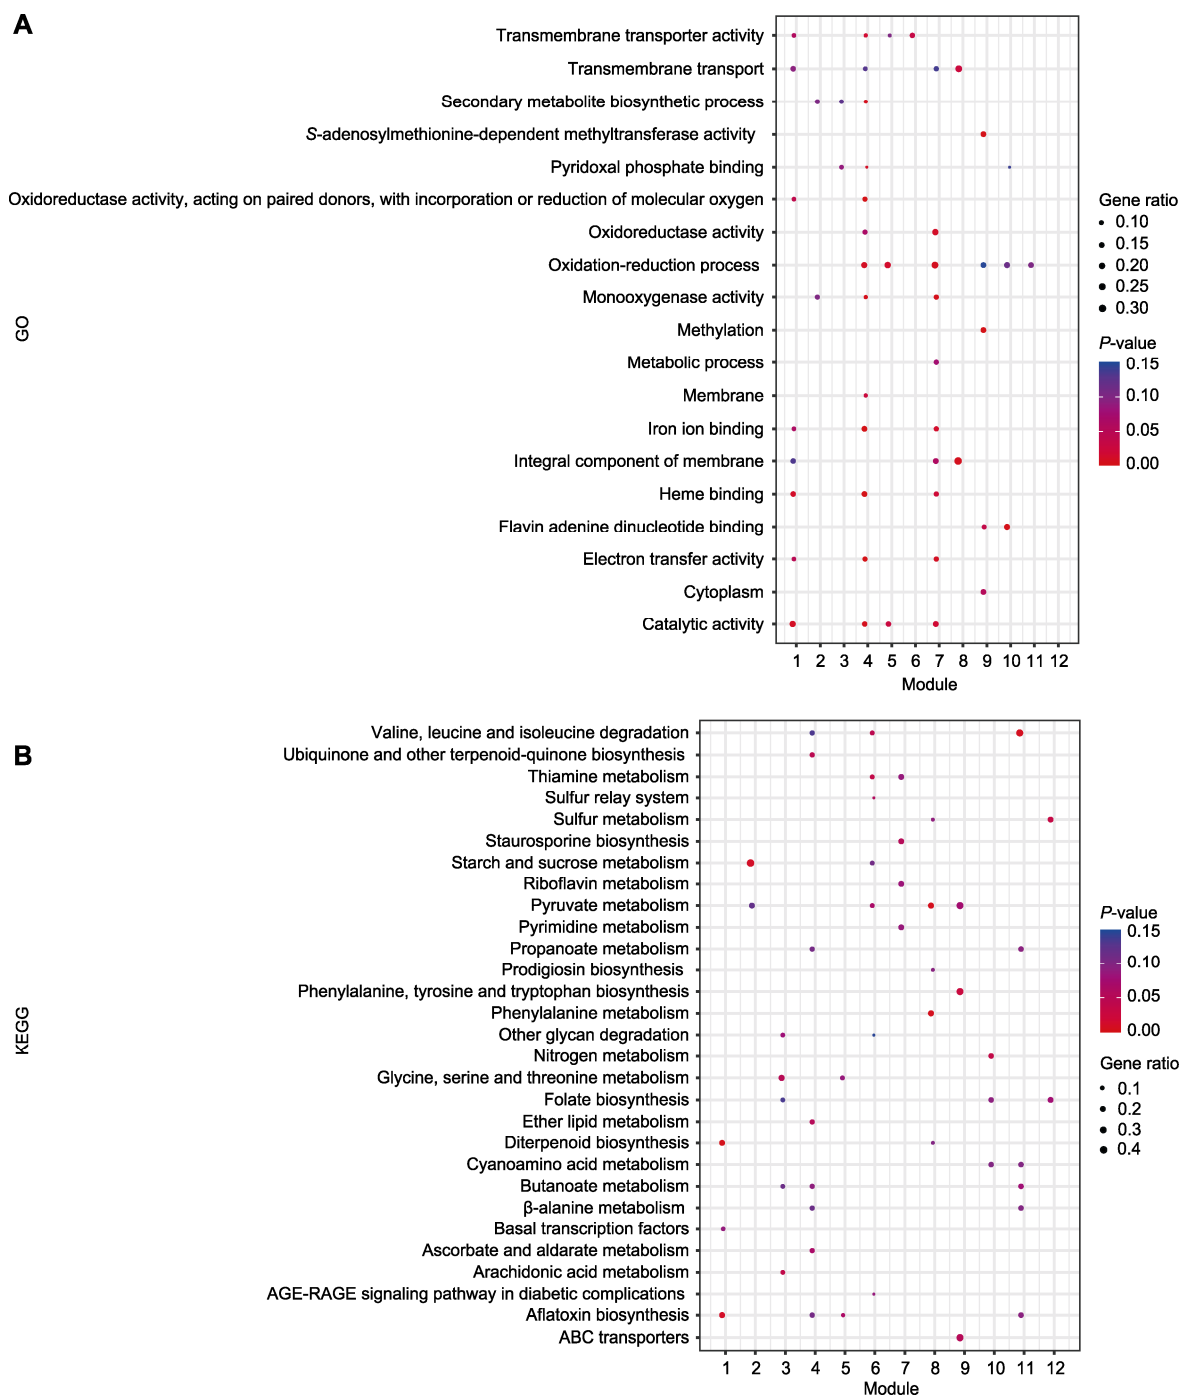 A
GO
Transmembrane transporter activity
Transmembrane transport
Secondary metabolite biosynthetic process
S-adenosylmethionine-dependent methyltransferase activity
Pyridoxal phosphate binding
Oxidoreductase activity, acting on paired donors, with incorporation or reduction of molecular oxygen
Oxidoreductase activity
Oxidation-reduction process
Monooxygenase activity
Methylation
Metabolic process
Membrane
Iron ion binding
Integral component of membrane
Heme binding
Flavin adenine dinucleotide binding
Electron transfer activity
Cytoplasm
Catalytic activity
1 2 3 4 5 6 7 8 9 10 11 12
Module
Gene ratio
0.10
0.15
0.20
0.25
0.30
P-value
0.15
0.10
0.05
0.00
B
KEGG
Valine, leucine and isoleucine degradation
Ubiquinone and other terpenoid-quinone biosynthesis
Thiamine metabolism
Sulfur relay system
Sulfur metabolism
Staurosporine biosynthesis
Starch and sucrose metabolism
Riboflavin metabolism
Pyruvate metabolism
Pyrimidine metabolism
Propanoate metabolism
Prodigiosin biosynthesis
Phenylalanine, tyrosine and tryptophan biosynthesis
Phenylalanine metabolism
Other glycan degradation
Nitrogen metabolism
Glycine, serine and threonine metabolism
Folate biosynthesis
Ether lipid metabolism
Diterpenoid biosynthesis
Cyanoamino acid metabolism
Butanoate metabolism
β-alanine metabolism
Basal transcription factors
Ascorbate and aldarate metabolism
Arachidonic acid metabolism
AGE-RAGE signaling pathway in diabetic complications
Aflatoxin biosynthesis
ABC transporters
1 2 3 4 5 6 7 8 9 10 11 12
Module
P-value
0.15
0.10
0.05
0.00
Gene ratio
0.1
0.2
0.3
0.4